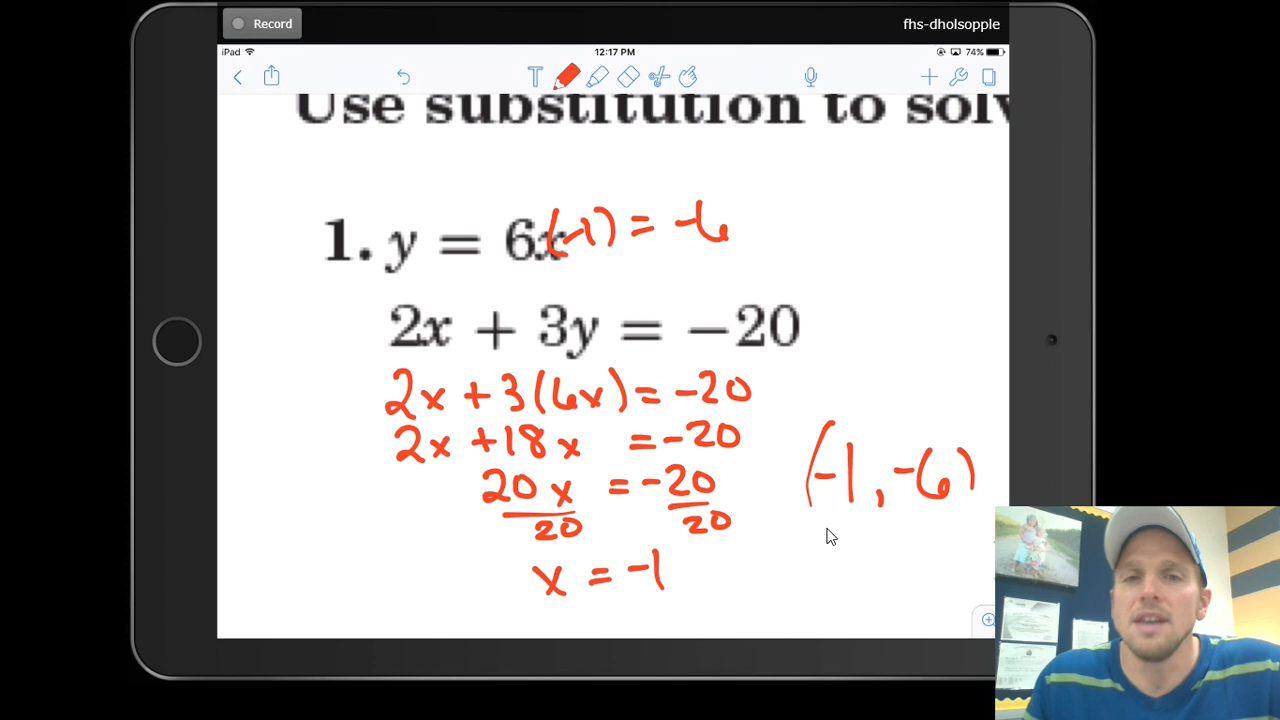 Record
fhs-dholsopple
iPad 12:17 PM 74%
T
Use substitution to solv
1. y = 6x(-1) = -6
2x + 3y = −20
2x + 3(6x) = -20
2x + 18x = -20
20x = -20
20 20
x = -1
(-1, -6)